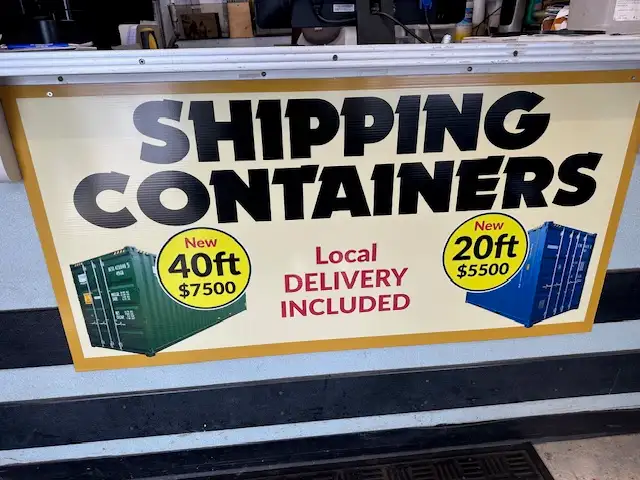 SHIPPING
CONTAINERS
New
40ft
$7500
Local
DELIVERY
INCLUDED
New
20ft
$5500